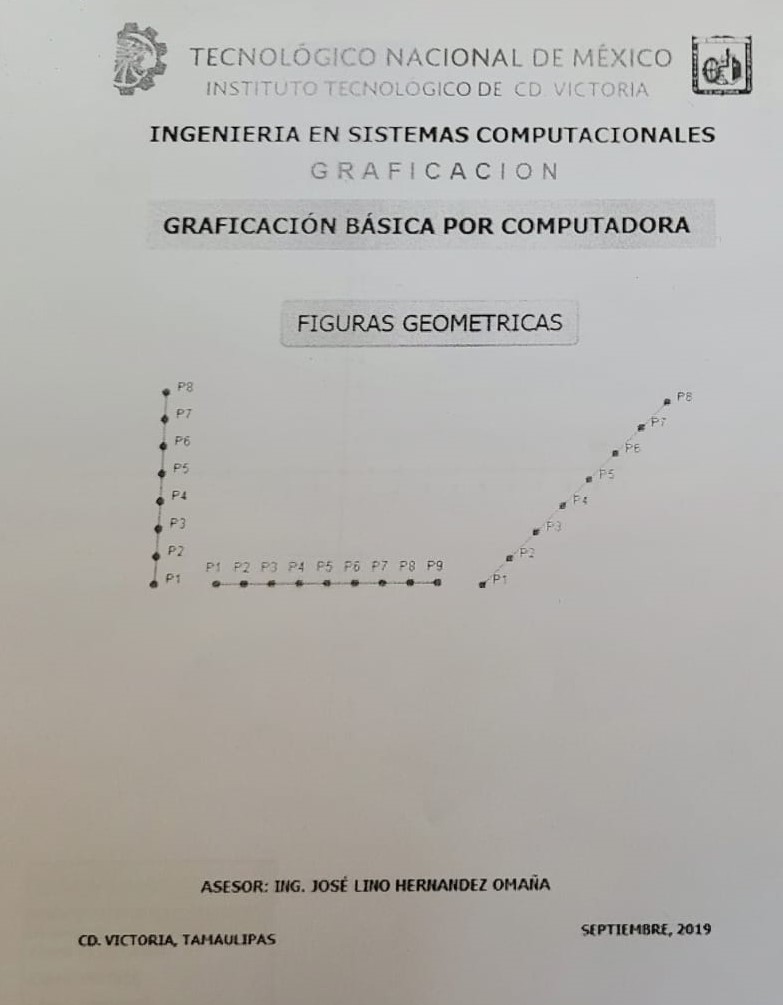 TECNOLÓGICO NACIONAL DE MÉXICO
INSTITUTO TECNOLÓGICO DE CD. VICTORIA
INGENIERIA EN SISTEMAS COMPUTACIONALES
GRAFICACION
GRAFICACIÓN BÁSICA POR COMPUTADORA
FIGURAS GEOMETRICAS
P8
P7
P6
P5
P4
P3
P2
P1
P1 P2 P3 P4 P5 P6 P7 P8 P9
P8
P7
P6
P5
P4
P3
P2
P1
ASESOR: ING. JOSÉ LINO HERNANDEZ OMAÑA
CD. VICTORIA, TAMAULIPAS
SEPTIEMBRE, 2019